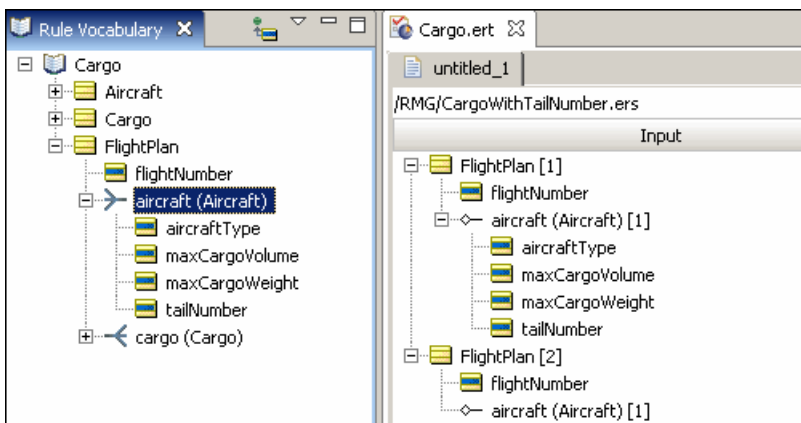 Rule Vocabulary
Cargo
Aircraft
Cargo
FlightPlan
flightNumber
aircraft (Aircraft)
aircraftType
maxCargoVolume
maxCargoWeight
tailNumber
cargo (Cargo)
Cargo.ert
untitled_1
/RMG/CargoWithTailNumber.ers
Input
FlightPlan [1]
flightNumber
aircraft (Aircraft) [1]
aircraftType
maxCargoVolume
maxCargoWeight
tailNumber
FlightPlan [2]
flightNumber
aircraft (Aircraft) [1]